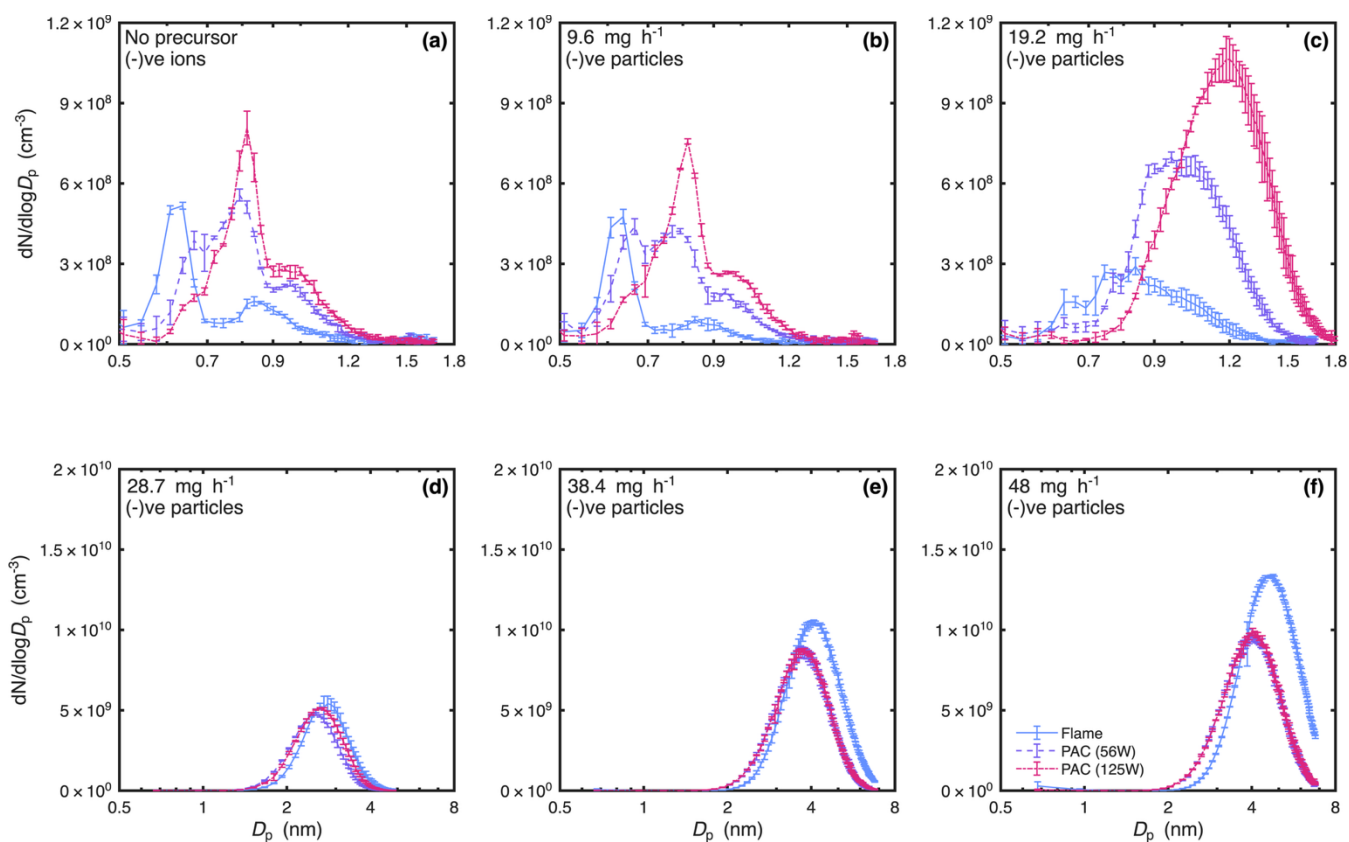 No precursor
(-)ve ions
(a)
1.2 × 10⁹
9 × 10⁸
6 × 10⁸
3 × 10⁸
0 × 10⁰
dN/dlogDₚ (cm⁻³)
0.5 0.7 0.9 1.2 1.5 1.8
9.6 mg h⁻¹
(-)ve particles
(b)
1.2 × 10⁹
9 × 10⁸
6 × 10⁸
3 × 10⁸
0 × 10⁰
0.5 0.7 0.9 1.2 1.5 1.8
19.2 mg h⁻¹
(-)ve particles
(c)
1.2 × 10⁹
9 × 10⁸
6 × 10⁸
3 × 10⁸
0 × 10⁰
0.5 0.7 0.9 1.2 1.5 1.8
28.7 mg h⁻¹
(-)ve particles
(d)
2 × 10¹⁰
1.5 × 10¹⁰
1 × 10¹⁰
5 × 10⁹
0 × 10⁰
dN/dlogDₚ (cm⁻³)
0.5 1 2 4 8
Dₚ (nm)
38.4 mg h⁻¹
(-)ve particles
(e)
2 × 10¹⁰
1.5 × 10¹⁰
1 × 10¹⁰
5 × 10⁹
0 × 10⁰
0.5 1 2 4 8
Dₚ (nm)
48 mg h⁻¹
(-)ve particles
(f)
2 × 10¹⁰
1.5 × 10¹⁰
1 × 10¹⁰
5 × 10⁹
0 × 10⁰
Flame
PAC (56W)
PAC (125W)
0.5 1 2 4 8
Dₚ (nm)